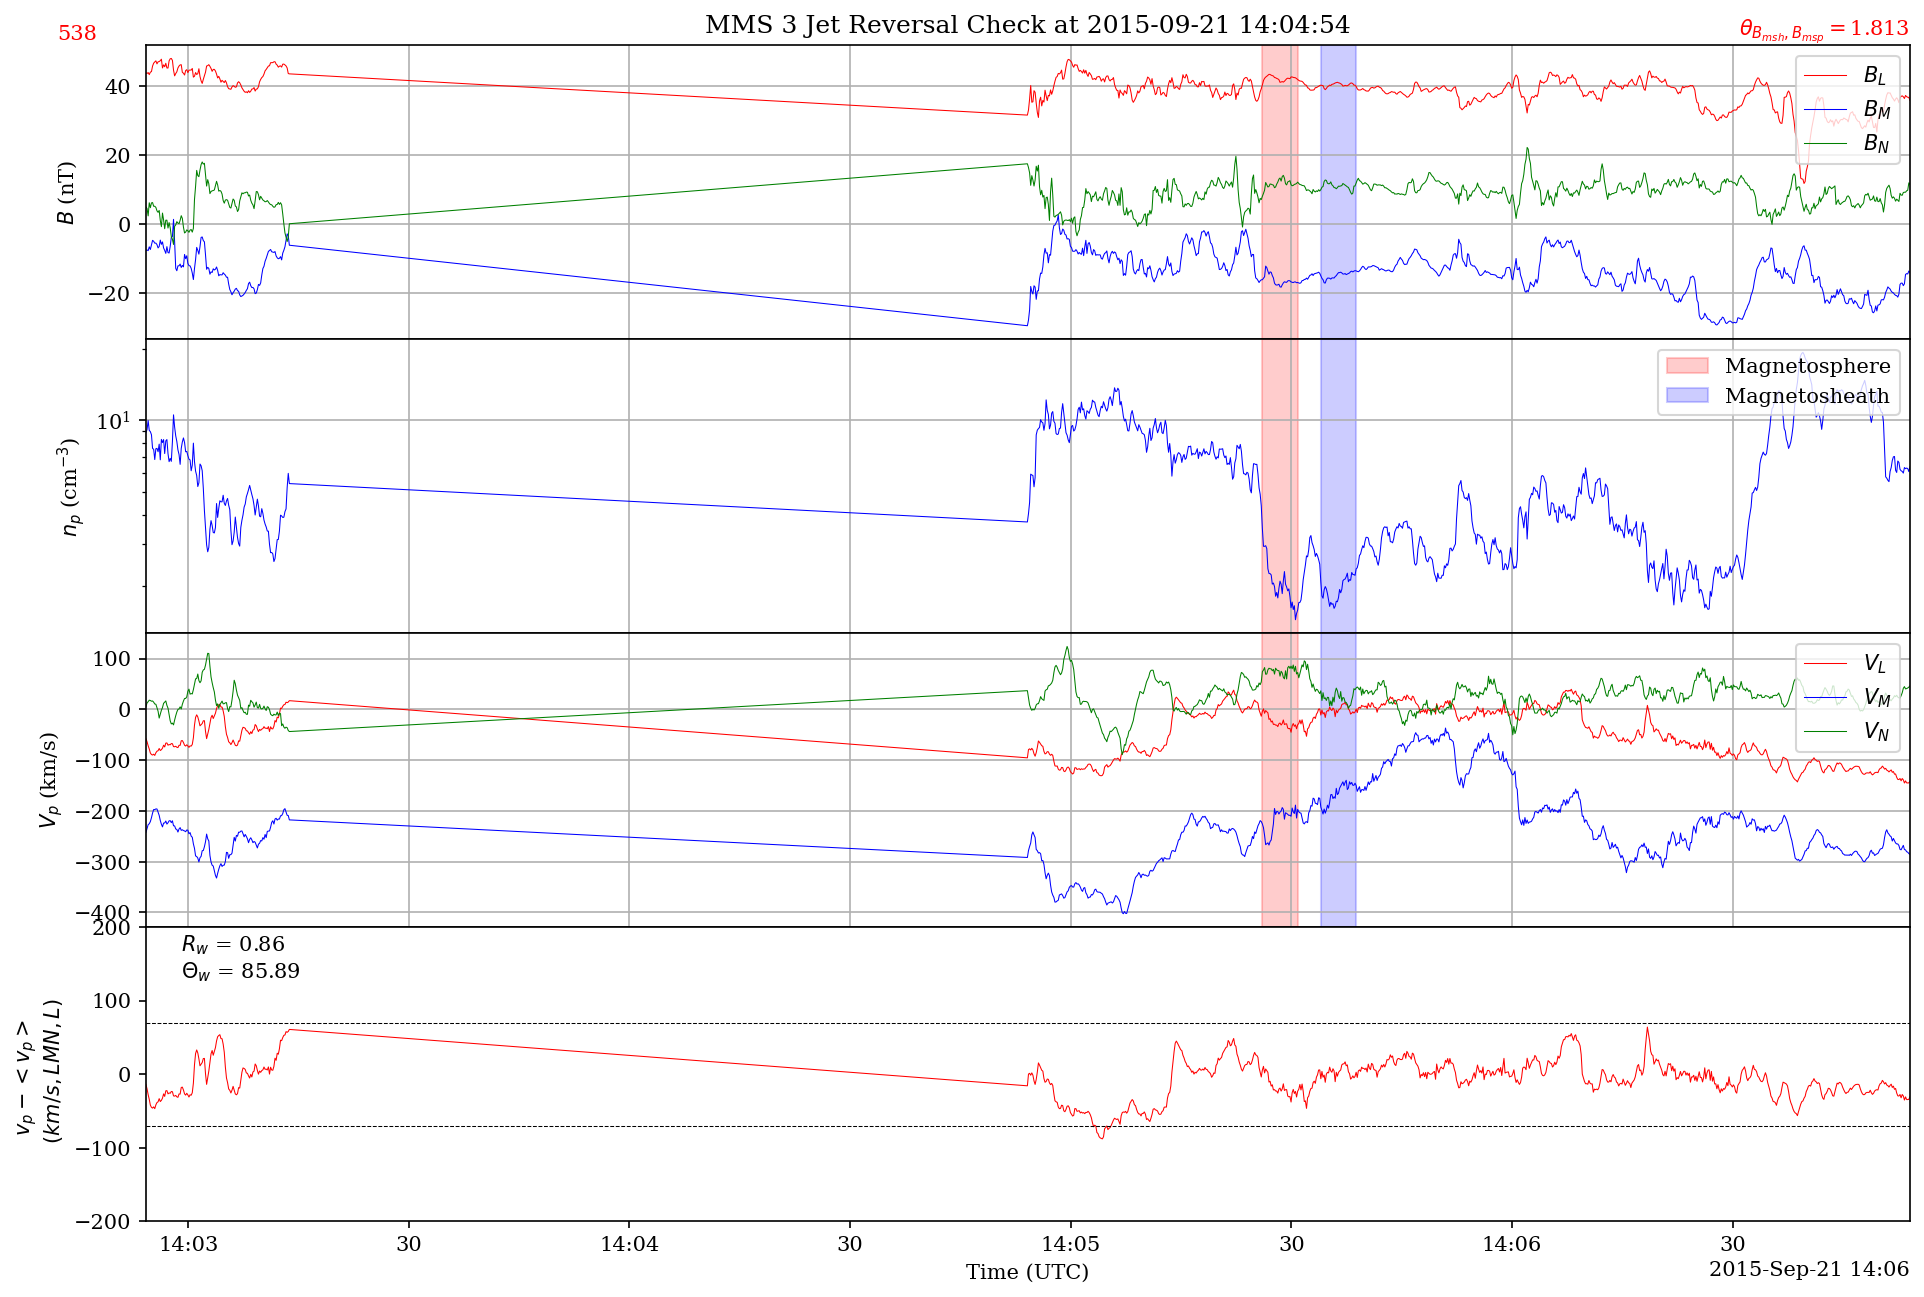 MMS 3 Jet Reversal Check at 2015-09-21 14:04:54
538
θ_{B_{msh}, B_{msp}} = 1.813
40
20
0
−20
B (nT)
B_L
B_M
B_N
10^1
n_p (cm^{−3})
Magnetosphere
Magnetosheath
100
0
−100
−200
−300
−400
V_p (km/s)
V_L
V_M
V_N
200
100
0
−100
−200
v_p − < v_p >
(km/s, LMN, L)
R_w = 0.86
Θ_w = 85.89
14:03 30 14:04 30 14:05 30 14:06 30
Time (UTC)
2015-Sep-21 14:06